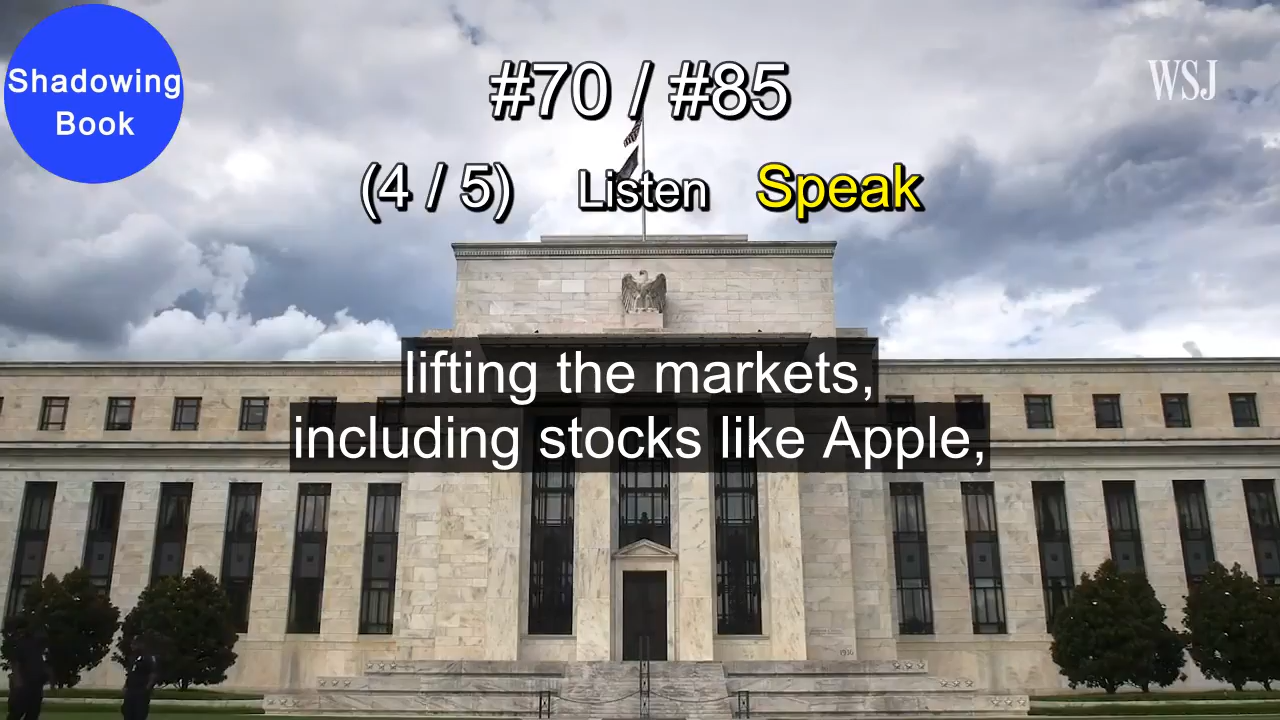 Shadowing
Book
#70 / #85
WSJ
(4 / 5) Listen Speak
lifting the markets,
including stocks like Apple,